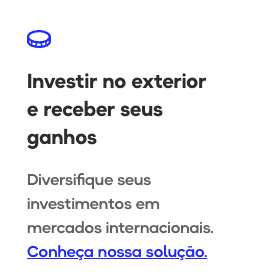 Investir no exterior
e receber seus
ganhos
Diversifique seus
investimentos em
mercados internacionais.
Conheça nossa solução.